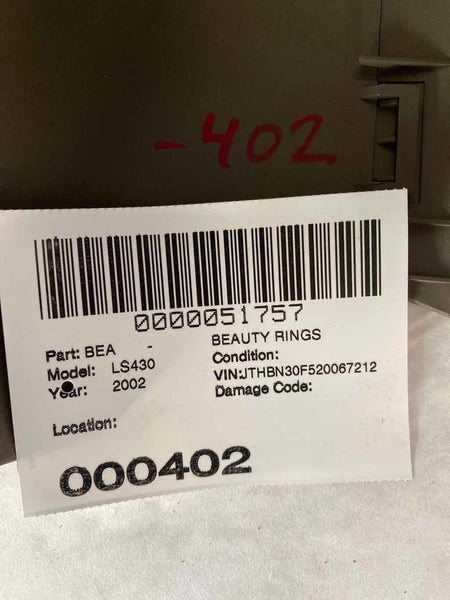 -402
0000051757
Part: BEA - BEAUTY RINGS
Model: LS430 Condition:
Year: 2002 VIN:JTHBN30F520067212
Damage Code:
Location:
000402